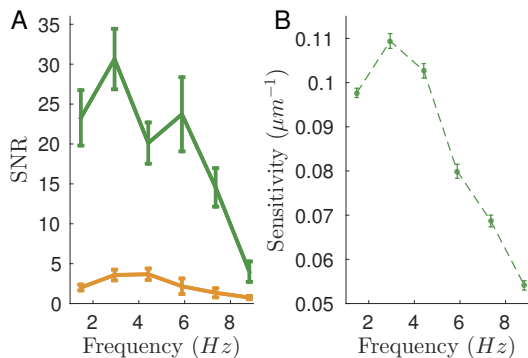 A
SNR
35
30
25
20
15
10
5
0
2 4 6 8
Frequency (Hz)
B
Sensitivity (μm⁻¹)
0.11
0.1
0.09
0.08
0.07
0.06
0.05
2 4 6 8
Frequency (Hz)